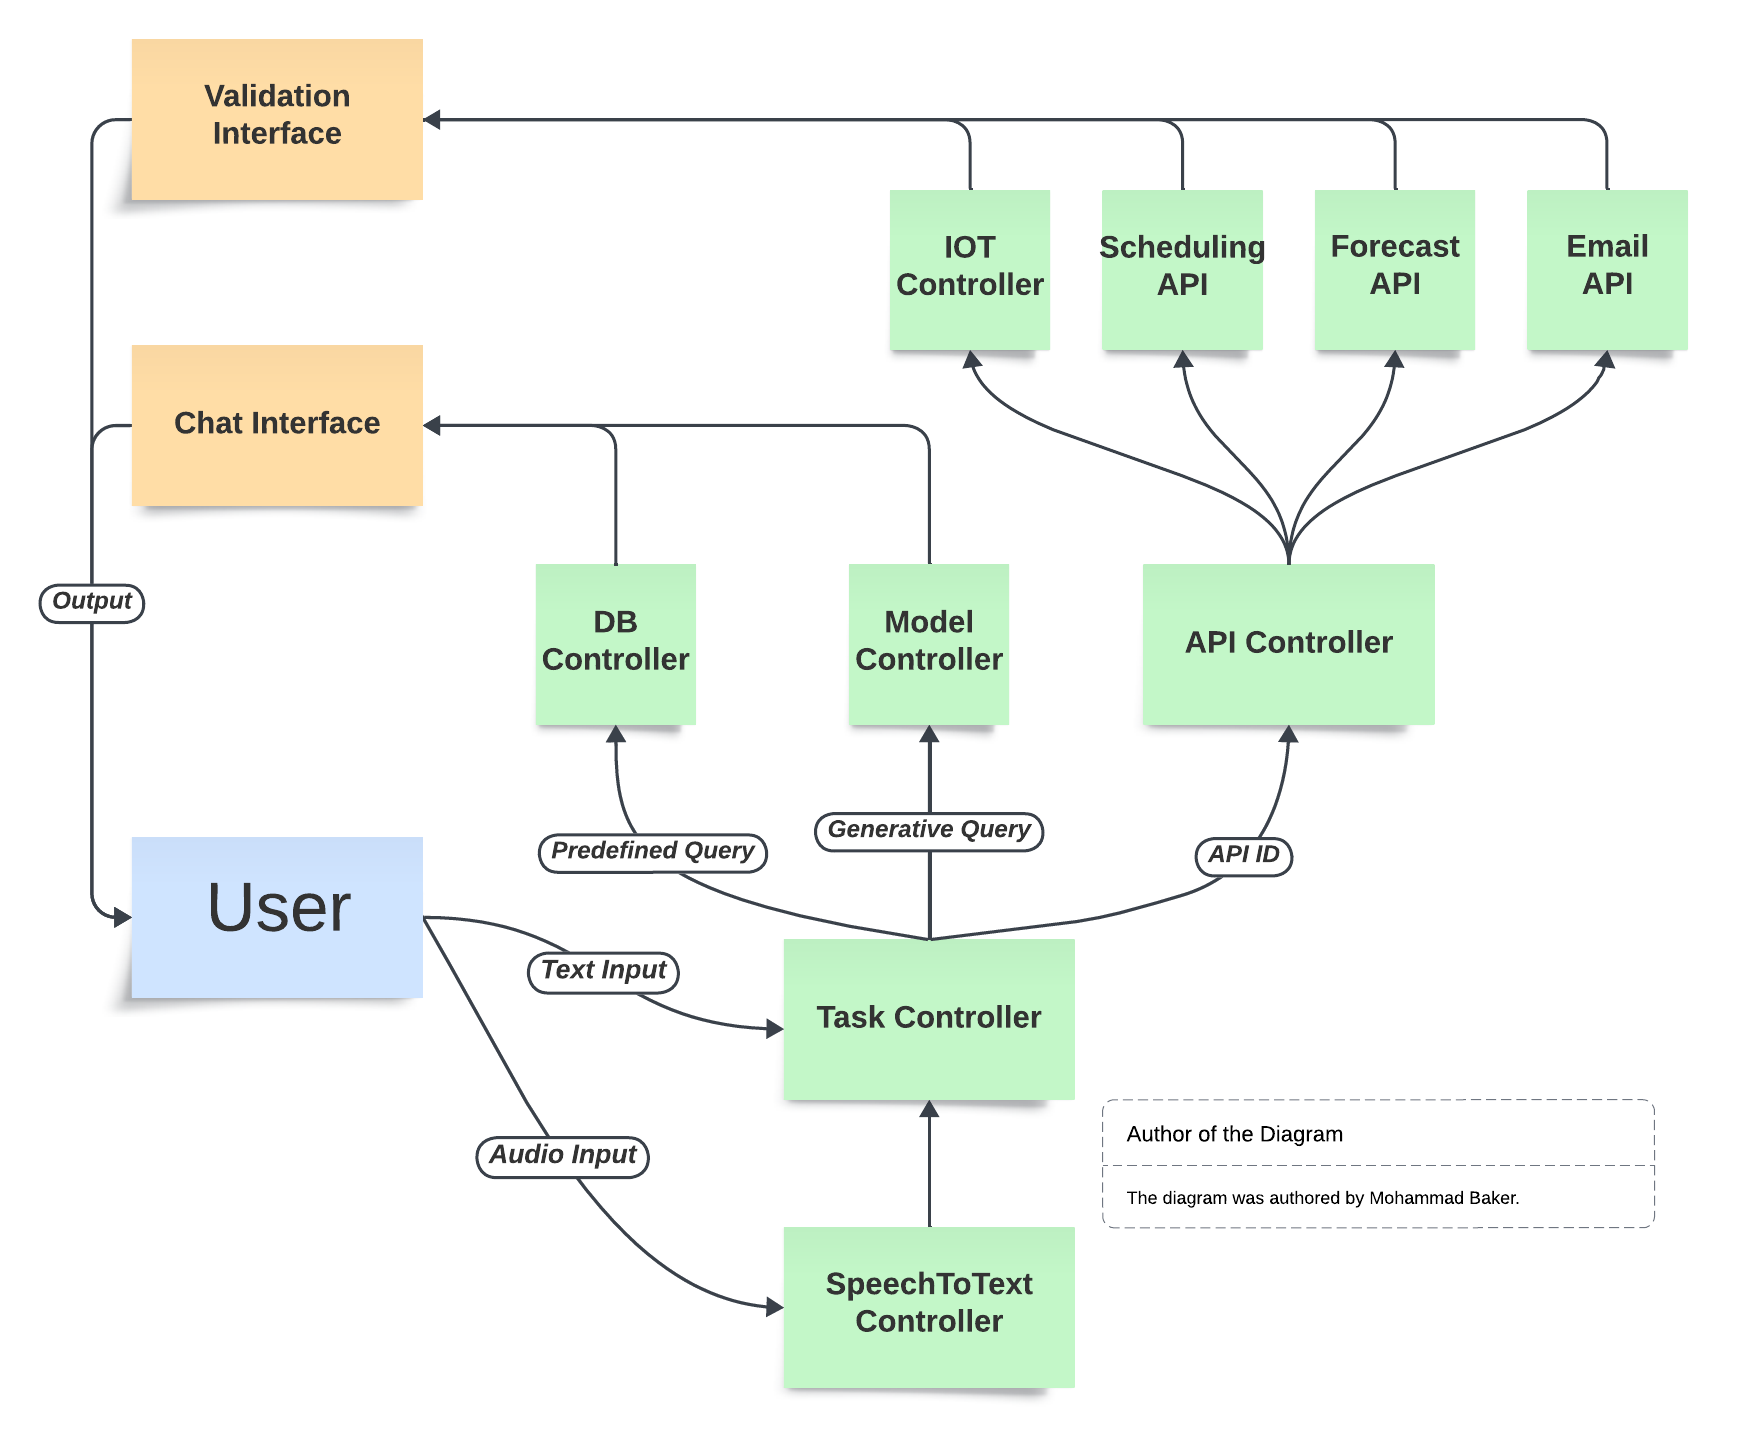 Validation
Interface
IOT
Controller
Scheduling
API
Forecast
API
Email
API
Chat Interface
Output
DB
Controller
Model
Controller
API Controller
Predefined Query
Generative Query
API ID
User
Text Input
Task Controller
Audio Input
Author of the Diagram
The diagram was authored by Mohammad Baker.
SpeechToText
Controller